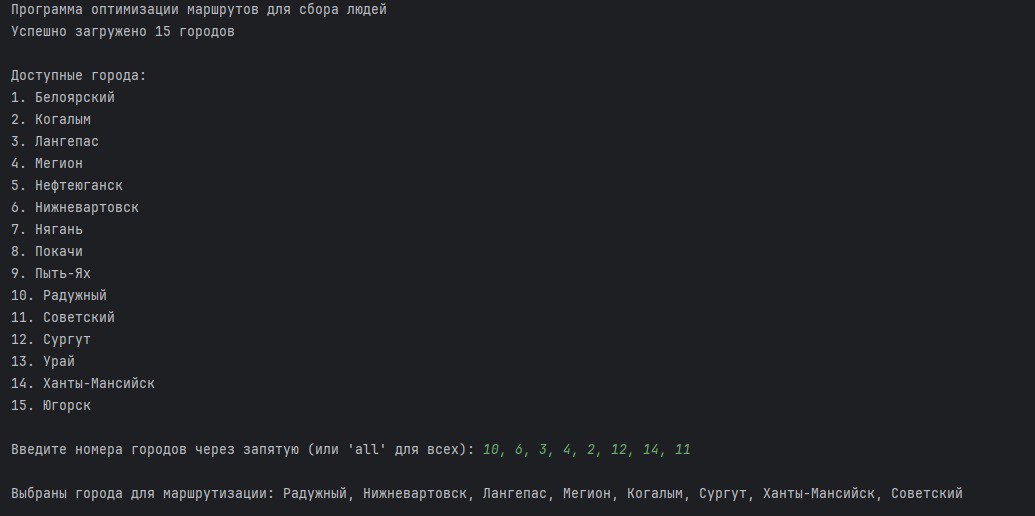 Программа оптимизации маршрутов для сбора людей
Успешно загружено 15 городов
Доступные города:
1. Белоярский
2. Когалым
3. Лангепас
4. Мегион
5. Нефтеюганск
6. Нижневартовск
7. Нягань
8. Покачи
9. Пыть-Ях
10. Радужный
11. Советский
12. Сургут
13. Урай
14. Ханты-Мансийск
15. Югорск
Введите номера городов через запятую (или 'all' для всех): 10, 6, 3, 4, 2, 12, 14, 11
Выбраны города для маршрутизации: Радужный, Нижневартовск, Лангепас, Мегион, Когалым, Сургут, Ханты-Мансийск, Советский